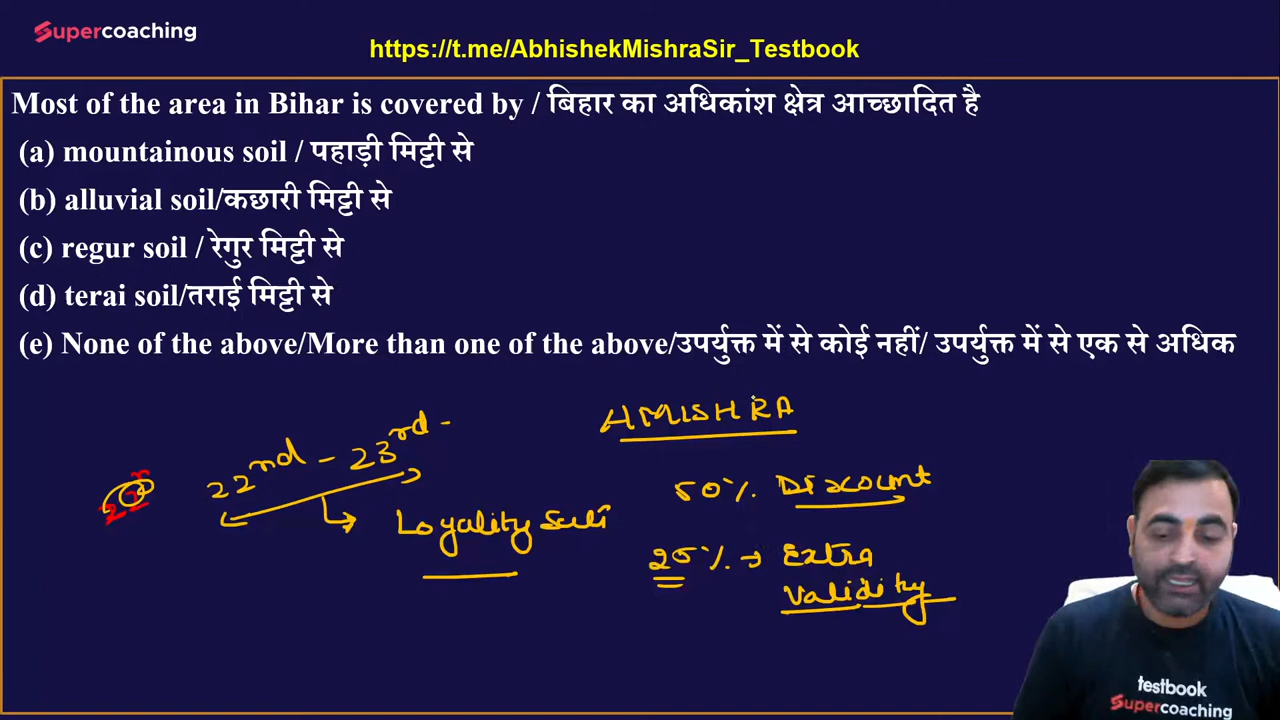 Supercoaching
https://t.me/AbhishekMishraSir_Testbook
Most of the area in Bihar is covered by / बिहार का अधिकांश क्षेत्र आच्छादित है
(a) mountainous soil / पहाड़ी मिट्टी से
(b) alluvial soil/कछारी मिट्टी से
(c) regur soil / रेगुर मिट्टी से
(d) terai soil/तराई मिट्टी से
(e) None of the above/More than one of the above/उपर्युक्त में से कोई नहीं/ उपर्युक्त में से एक से अधिक
AMISHRA
22nd - 23rd -
50% Discount
Loyality
25% → Extra
Validity
testbook
Supercoaching